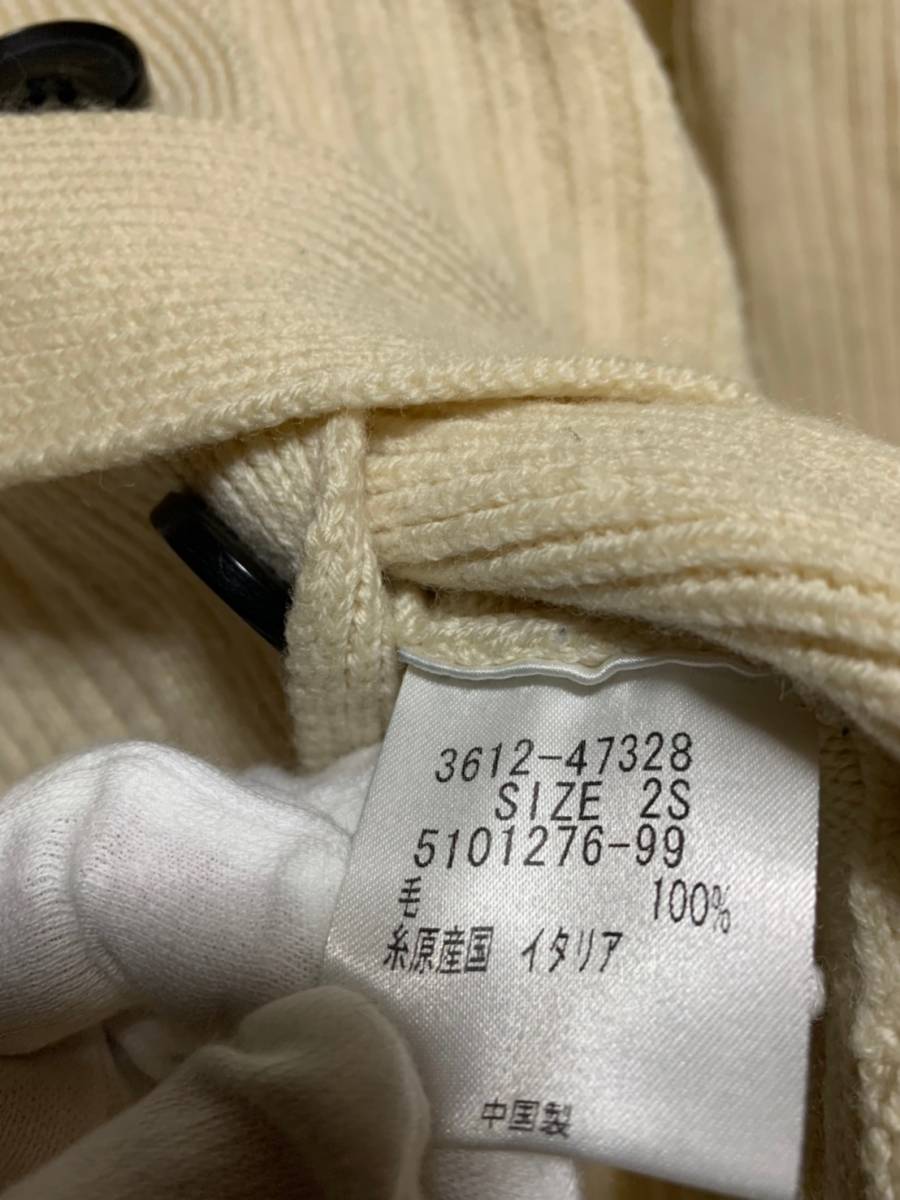 3612-47328
SIZE 2S
5101276-99
毛 100%
糸原産国 イタリア
中国製